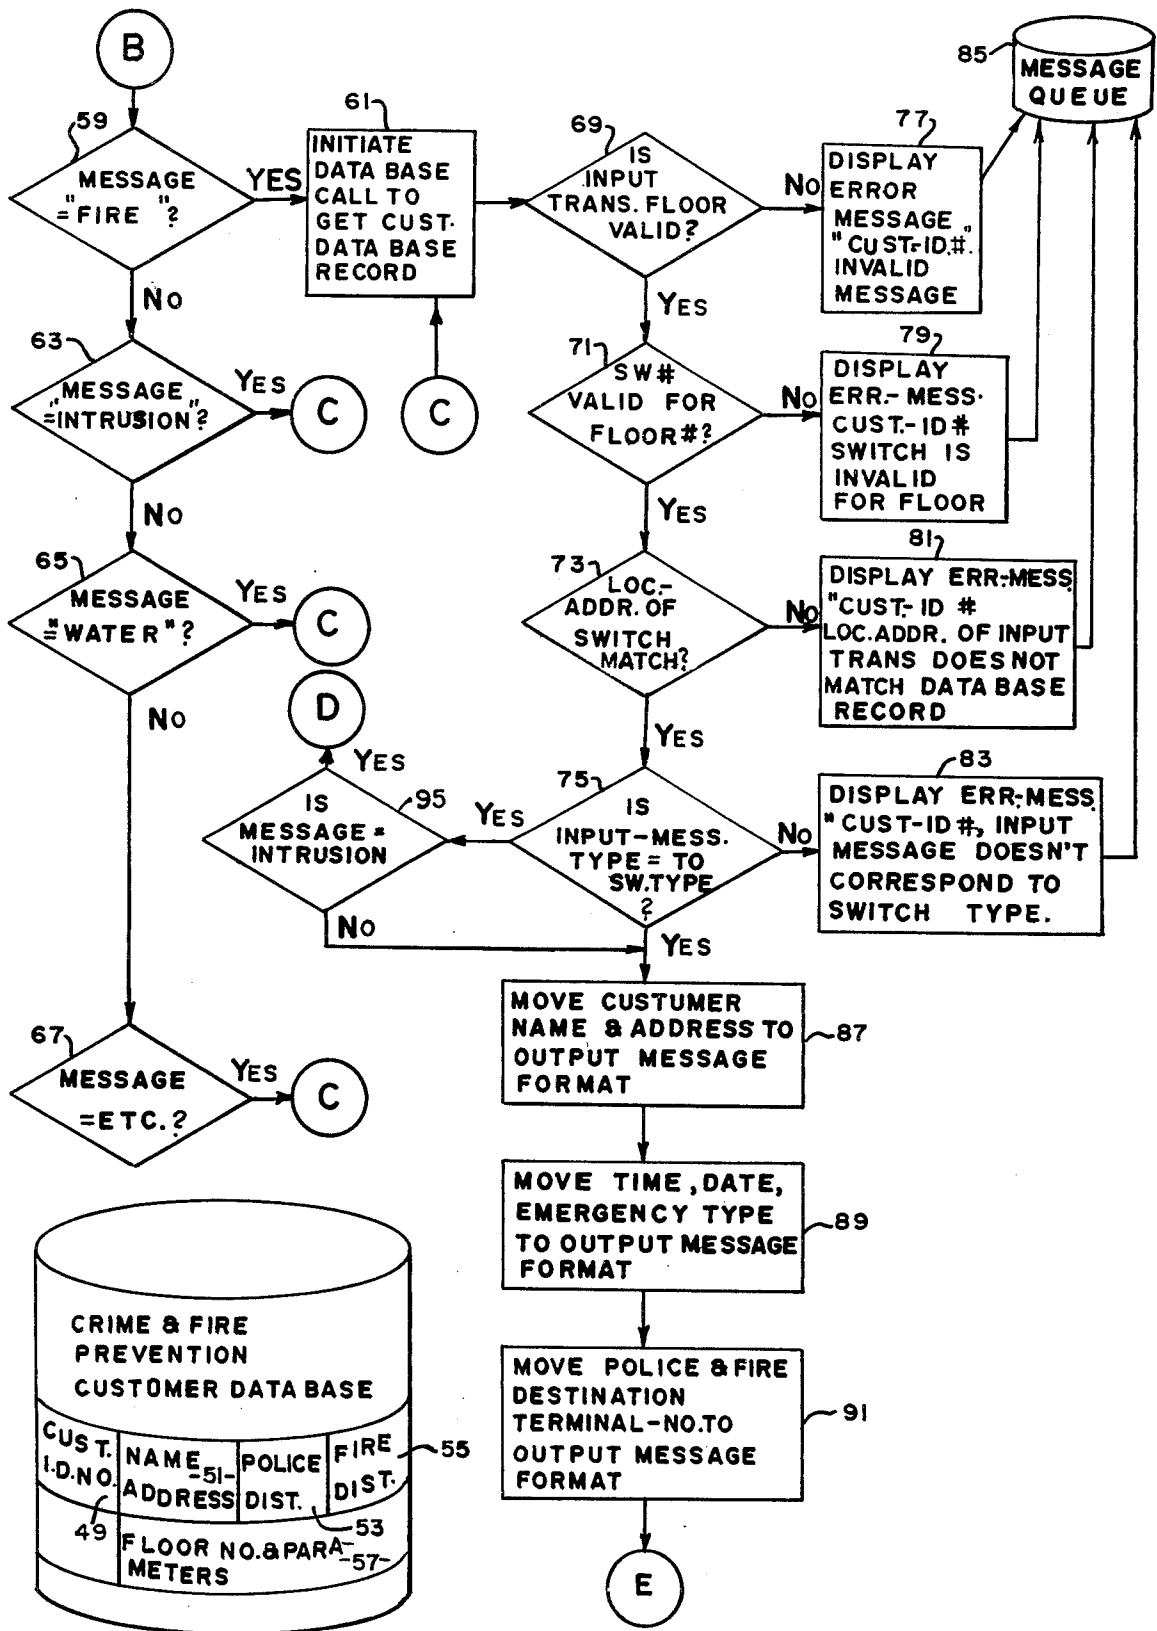 B
59
MESSAGE
="FIRE "?
YES
NO
61
INITIATE
DATA BASE
CALL TO
GET CUST.
DATA BASE
RECORD
C
69
IS
INPUT
TRANS. FLOOR
VALID?
NO
YES
77
DISPLAY
ERROR
MESSAGE
"CUST.-ID.#."
INVALID
MESSAGE
85
MESSAGE
QUEUE
63
MESSAGE
="INTRUSION"?
YES
C
NO
71
SW#
VALID FOR
FLOOR#?
NO
YES
79
DISPLAY
ERR.-MESS.
CUST.-ID#
SWITCH IS
INVALID
FOR FLOOR
65
MESSAGE
="WATER"?
YES
C
NO
73
LOC.-
ADDR. OF
SWITCH
MATCH?
NO
YES
81
DISPLAY ERR.-MESS
"CUST.-ID #
LOC. ADDR. OF INPUT
TRANS DOES NOT
MATCH DATA BASE
RECORD
D
YES
95
IS
MESSAGE=
INTRUSION
NO
75
YES
IS
INPUT-MESS.
TYPE = TO
SW. TYPE
?
NO
YES
83
DISPLAY ERR.-MESS.
"CUST-ID#, INPUT
MESSAGE DOESN'T
CORRESPOND TO
SWITCH TYPE.
67
MESSAGE
=ETC.?
YES
C
MOVE CUSTUMER
NAME & ADDRESS TO
OUTPUT MESSAGE
FORMAT
87
MOVE TIME, DATE,
EMERGENCY TYPE
TO OUTPUT MESSAGE
FORMAT
89
MOVE POLICE & FIRE
DESTINATION
TERMINAL-NO. TO
OUTPUT MESSAGE
FORMAT
91
E
CRIME & FIRE
PREVENTION
CUSTOMER DATA BASE
CUST.
I.D. NO.
49
NAME
-51-
ADDRESS
POLICE
DIST.
53
FIRE
DIST.
55
FLOOR NO. & PARA-
METERS
-57-